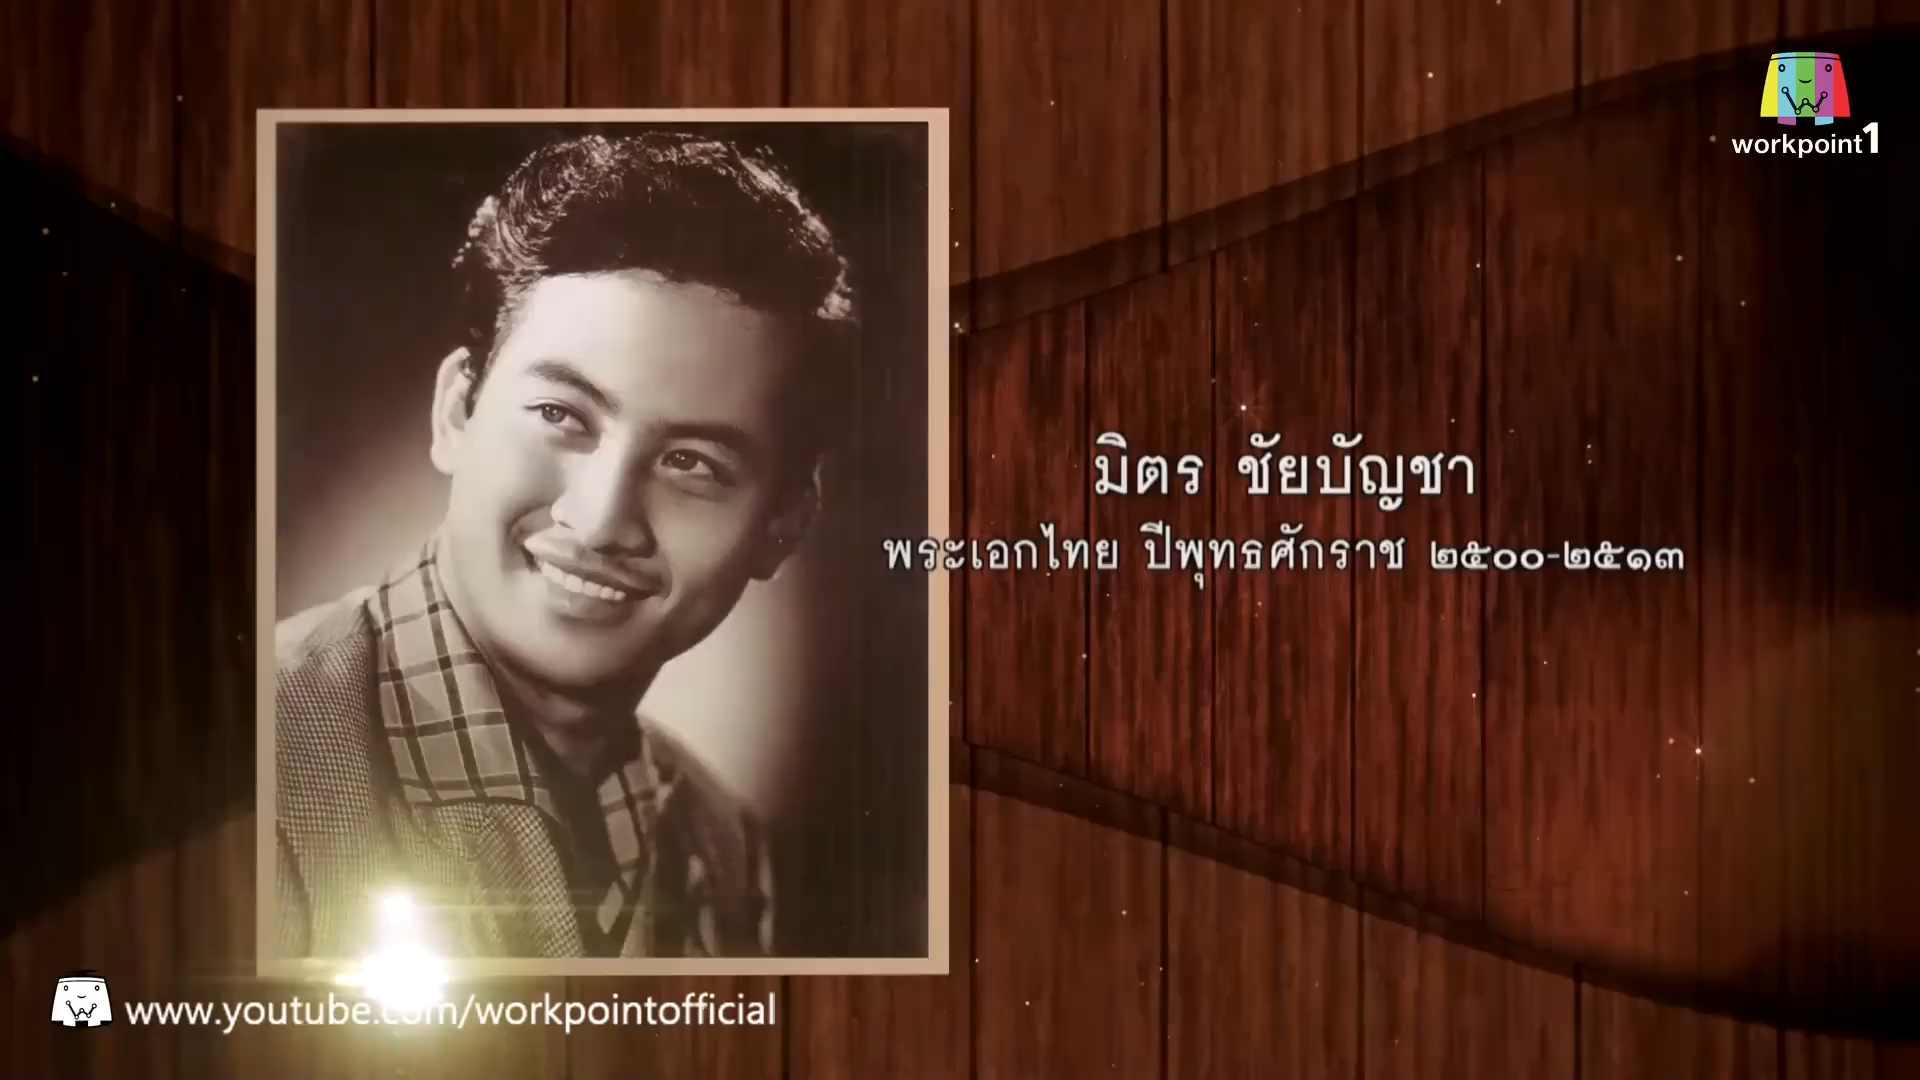 workpoint1
มิตร ชัยบัญชา
พระเอกไทย ปีพุทธศักราช ๒๕๐๐-๒๕๑๓
www.youtube.com/workpointofficial